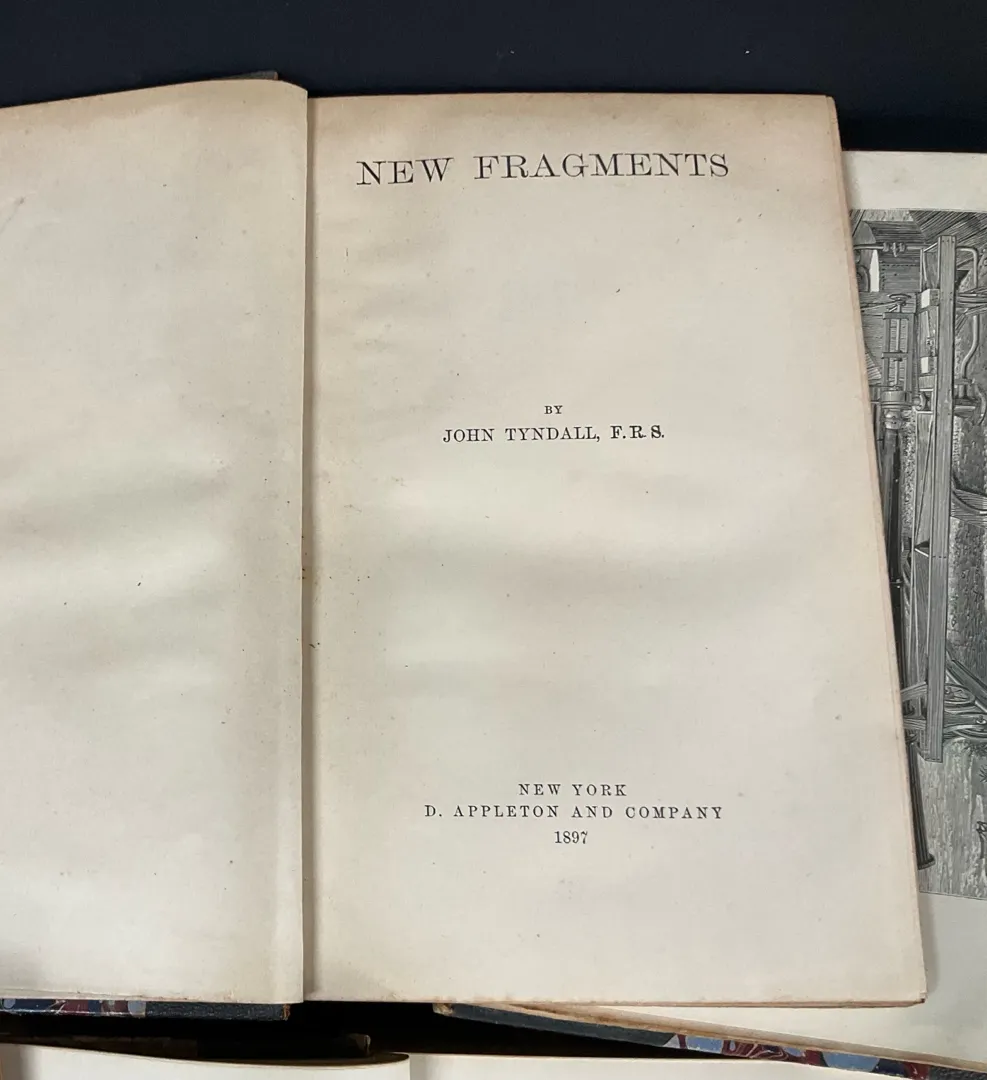 NEW FRAGMENTS
BY
JOHN TYNDALL, F.R.S.
NEW YORK
D. APPLETON AND COMPANY
1897